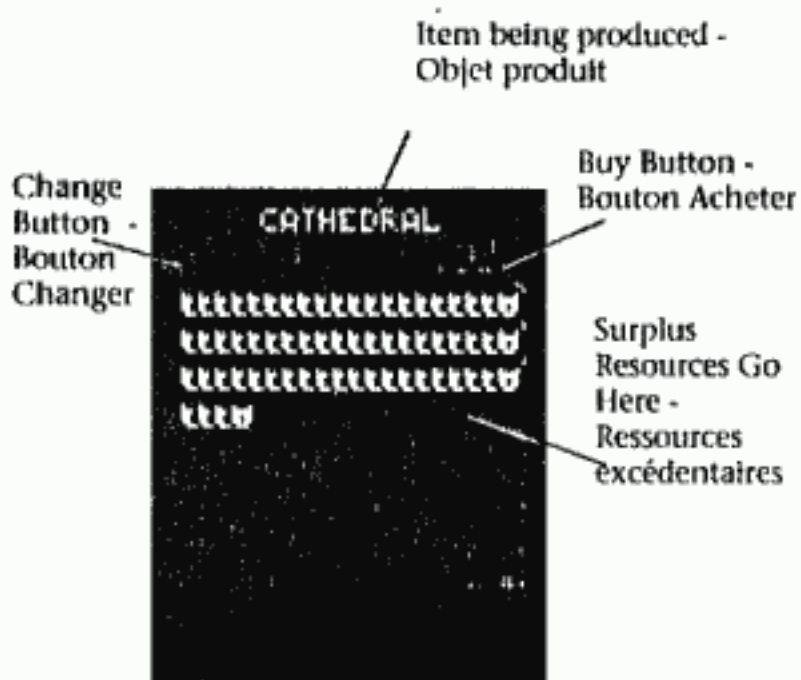 Item being produced -
Objet produit
Change
Button -
Bouton
Changer
Buy Button -
Bouton Acheter
CATHEDRAL
Surplus
Resources Go
Here -
Ressources
excédentaires